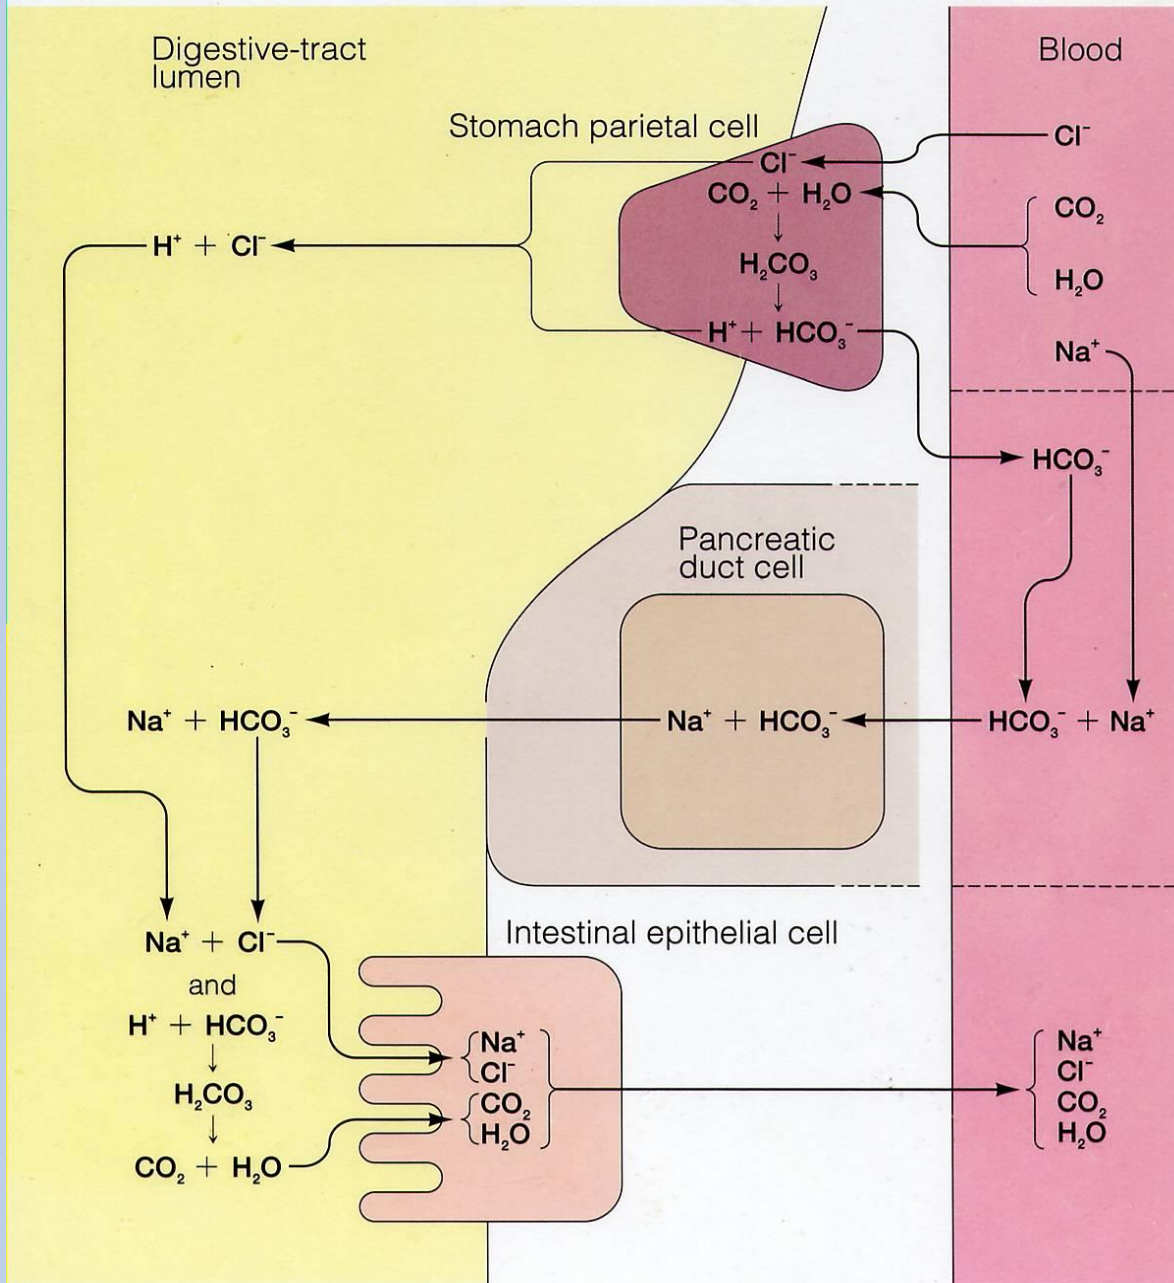 Digestive-tract
lumen
Blood
Stomach parietal cell
Cl⁻
Cl⁻
CO₂ + H₂O
CO₂
H⁺ + Cl⁻
H₂CO₃
H₂O
H⁺ + HCO₃⁻
Na⁺
HCO₃⁻
Pancreatic
duct cell
Na⁺ + HCO₃⁻
Na⁺ + HCO₃⁻
HCO₃⁻ + Na⁺
Intestinal epithelial cell
Na⁺ + Cl⁻
and
H⁺ + HCO₃⁻
H₂CO₃
CO₂ + H₂O
Na⁺
Cl⁻
CO₂
H₂O
Na⁺
Cl⁻
CO₂
H₂O